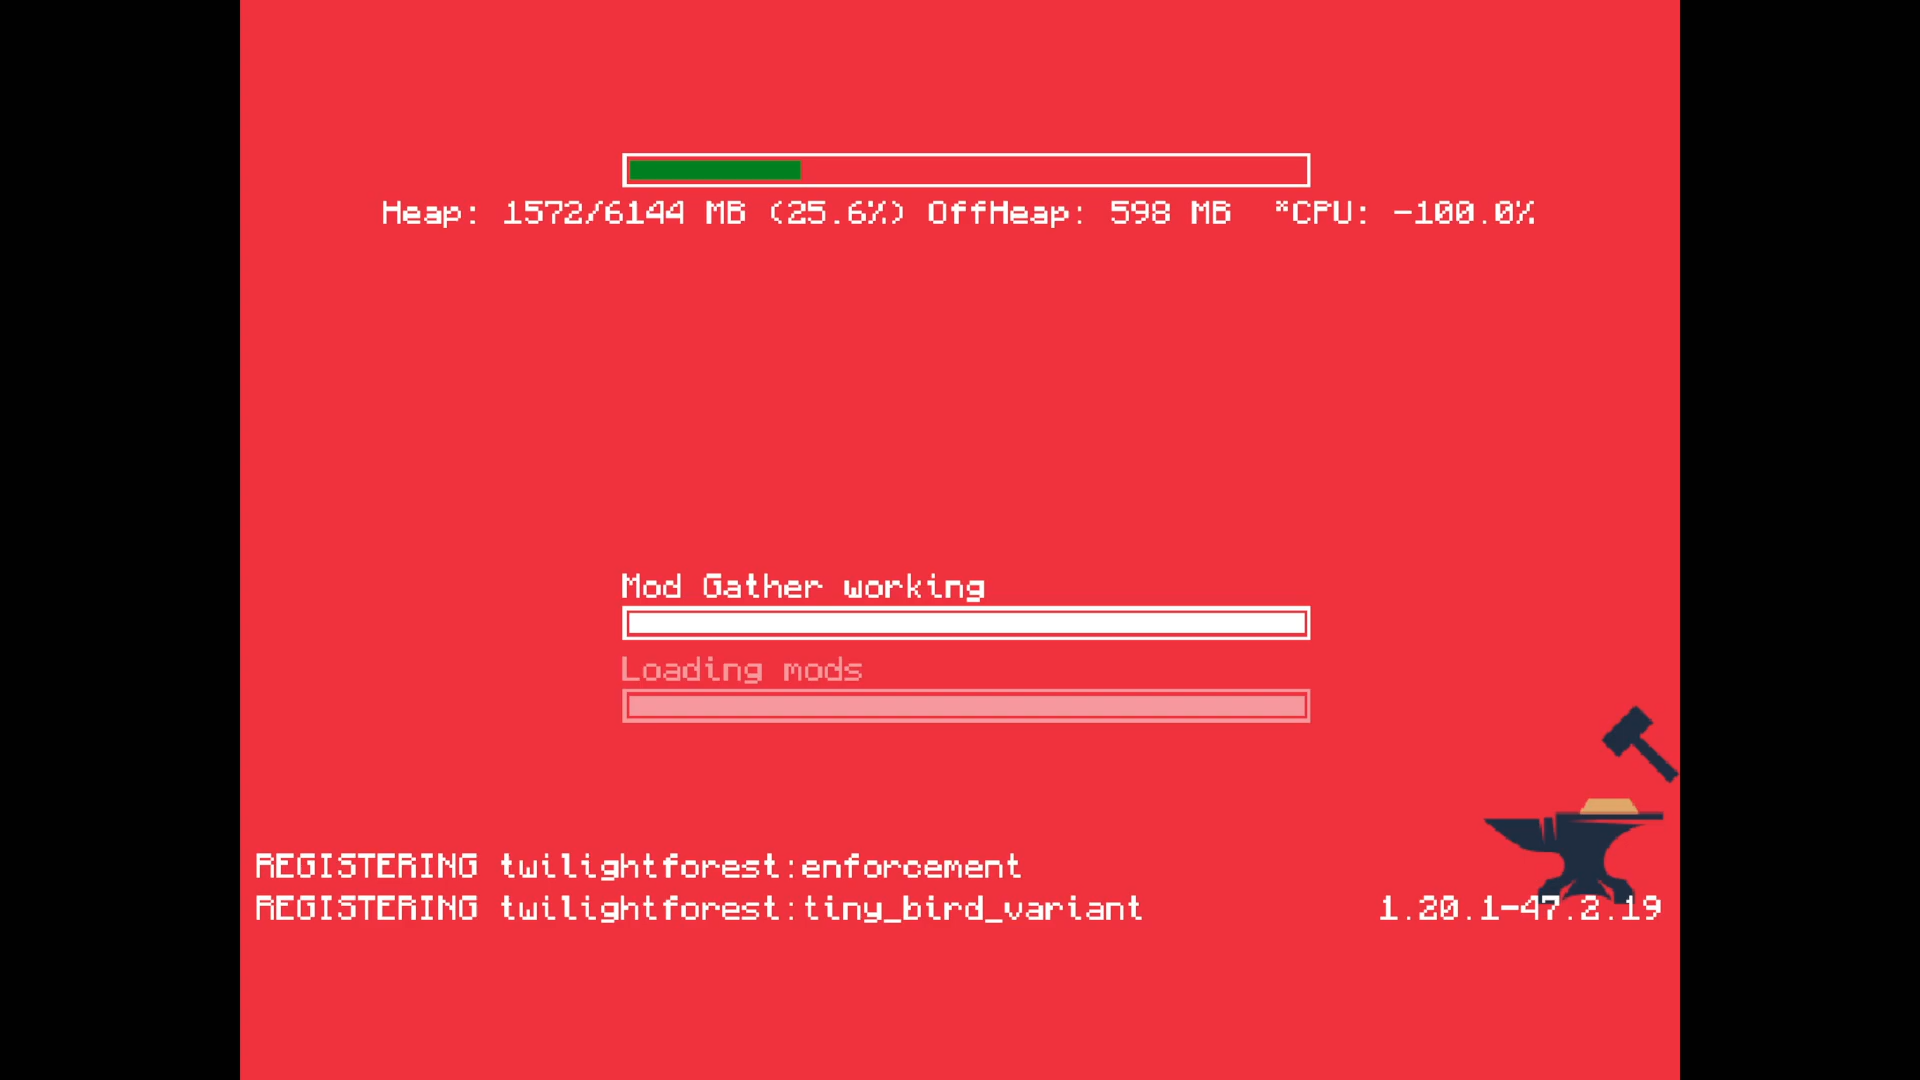 Heap: 1572/6144 MB (25.6%) OffHeap: 598 MB *CPU: -100.0%
Mod Gather working
Loading mods
REGISTERING twilightforest:enforcement
REGISTERING twilightforest:tiny_bird_variant
1.20.1-47.2.19